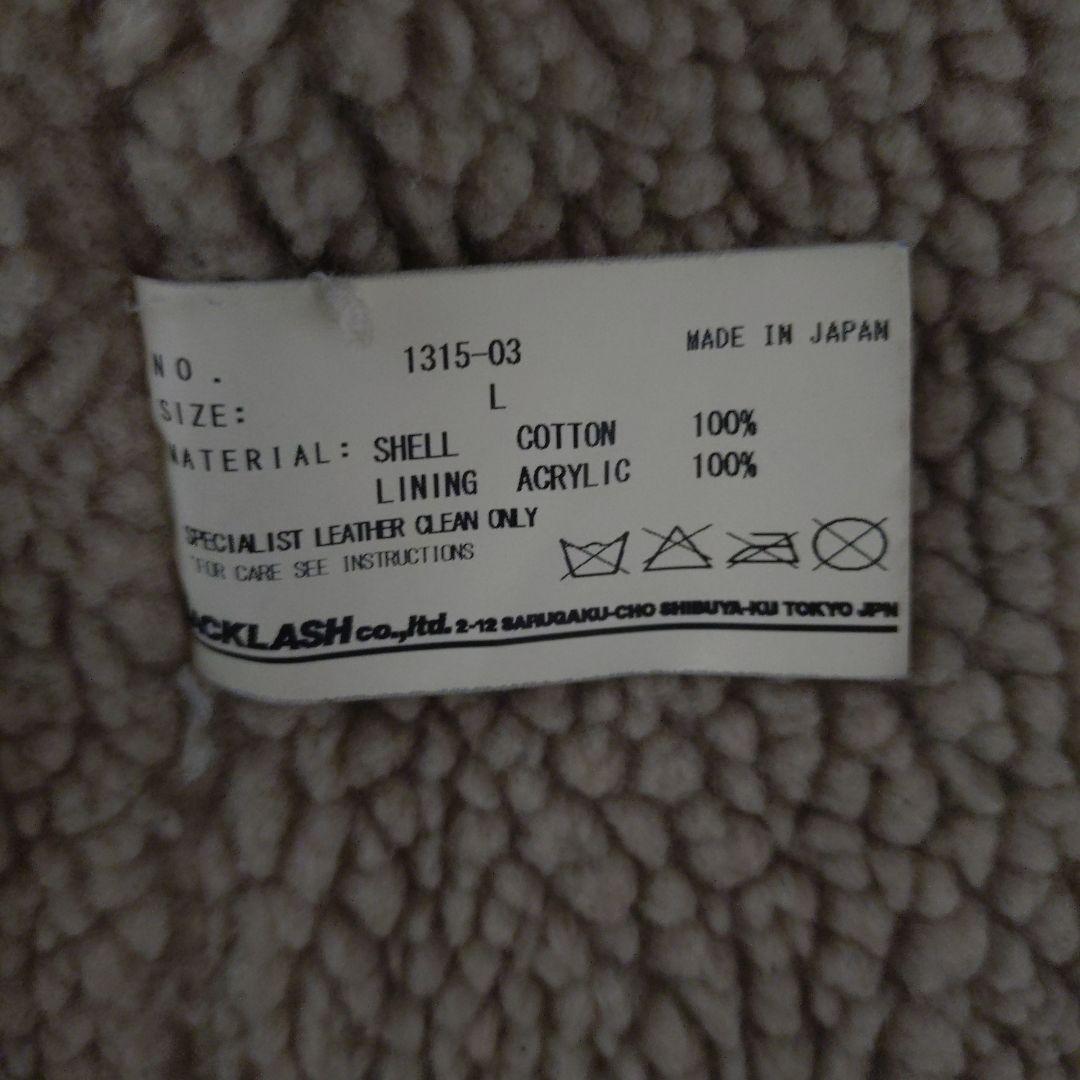 NO. 1315-03 MADE IN JAPAN
SIZE: L
MATERIAL: SHELL COTTON 100%
LINING ACRYLIC 100%
SPECIALIST LEATHER CLEAN ONLY
*FOR CARE SEE INSTRUCTIONS
ACKLASH co.,ltd. 2-12 SARUGAKU-CHO SHIBUYA-KU TOKYO JPN